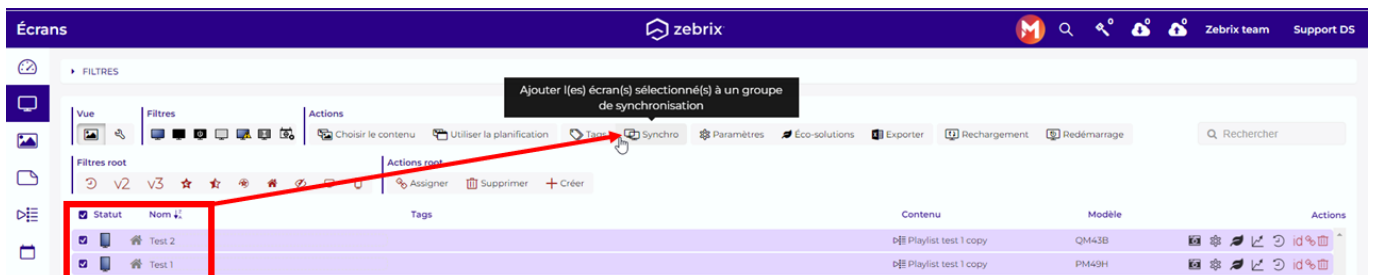 Écrans
zebrix
Zebrix team
Support DS
FILTRES
Ajouter l(es) écran(s) sélectionné(s) à un groupe
de synchronisation
Vue
Filtres
Actions
Choisir le contenu
Utiliser la planification
Tags
Synchro
Paramètres
Éco-solutions
Exporter
Rechargement
Redémarrage
Rechercher
Filtres root
Actions root
v2
v3
Assigner
Supprimer
Créer
Statut
Nom
Tags
Contenu
Modèle
Actions
Test 2
Playlist test 1 copy
QM43B
id
Test 1
Playlist test 1 copy
PM49H
id